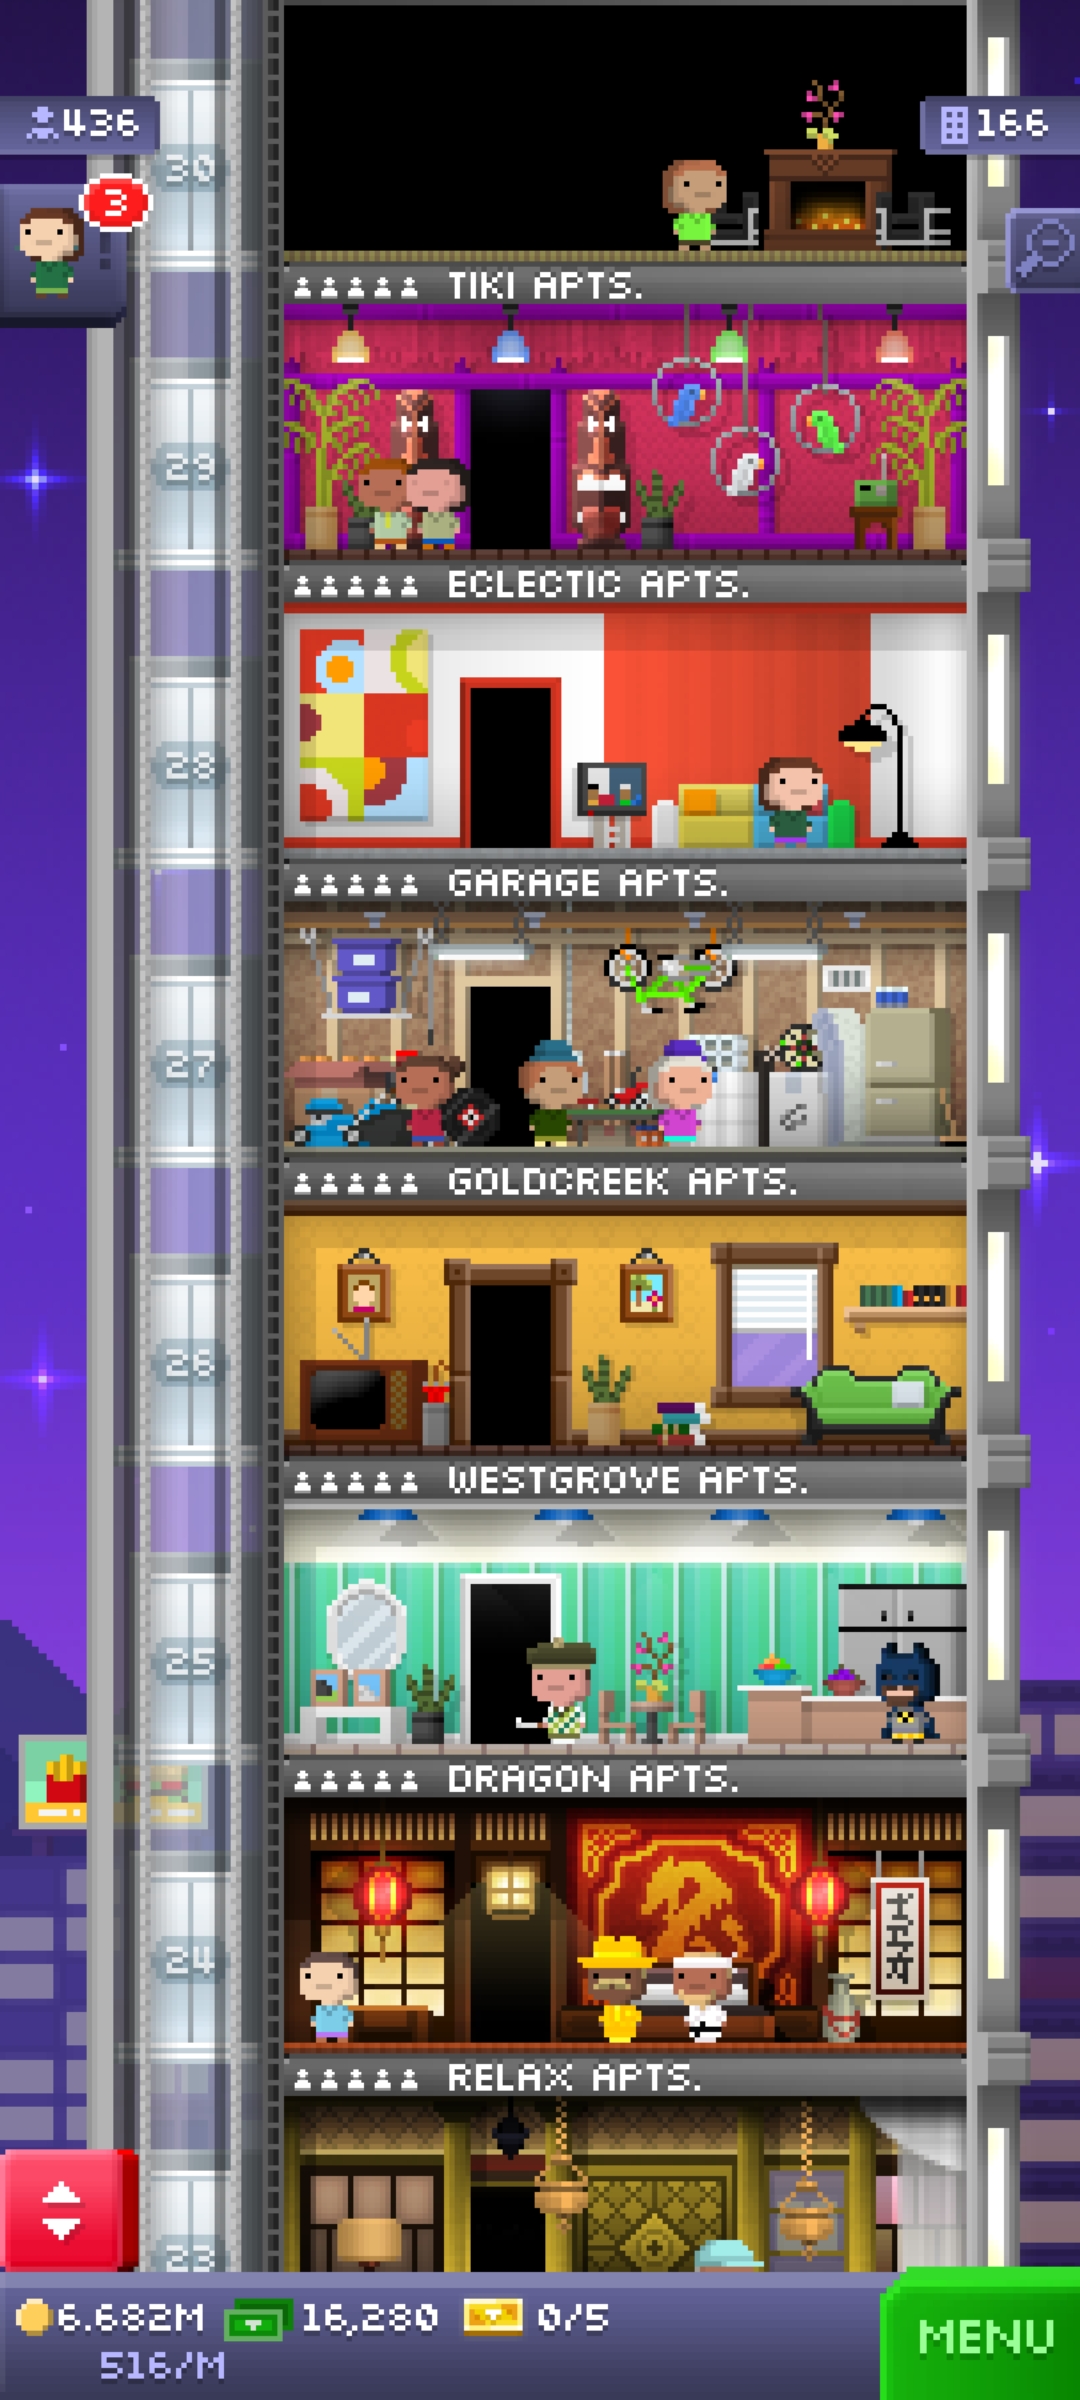 436
166
30
3
TIKI APTS.
29
ECLECTIC APTS.
28
GARAGE APTS.
27
GOLDCREEK APTS.
26
WESTGROVE APTS.
25
DRAGON APTS.
24
RELAX APTS.
23
6.682M 16,280 0/5
516/M
MENU